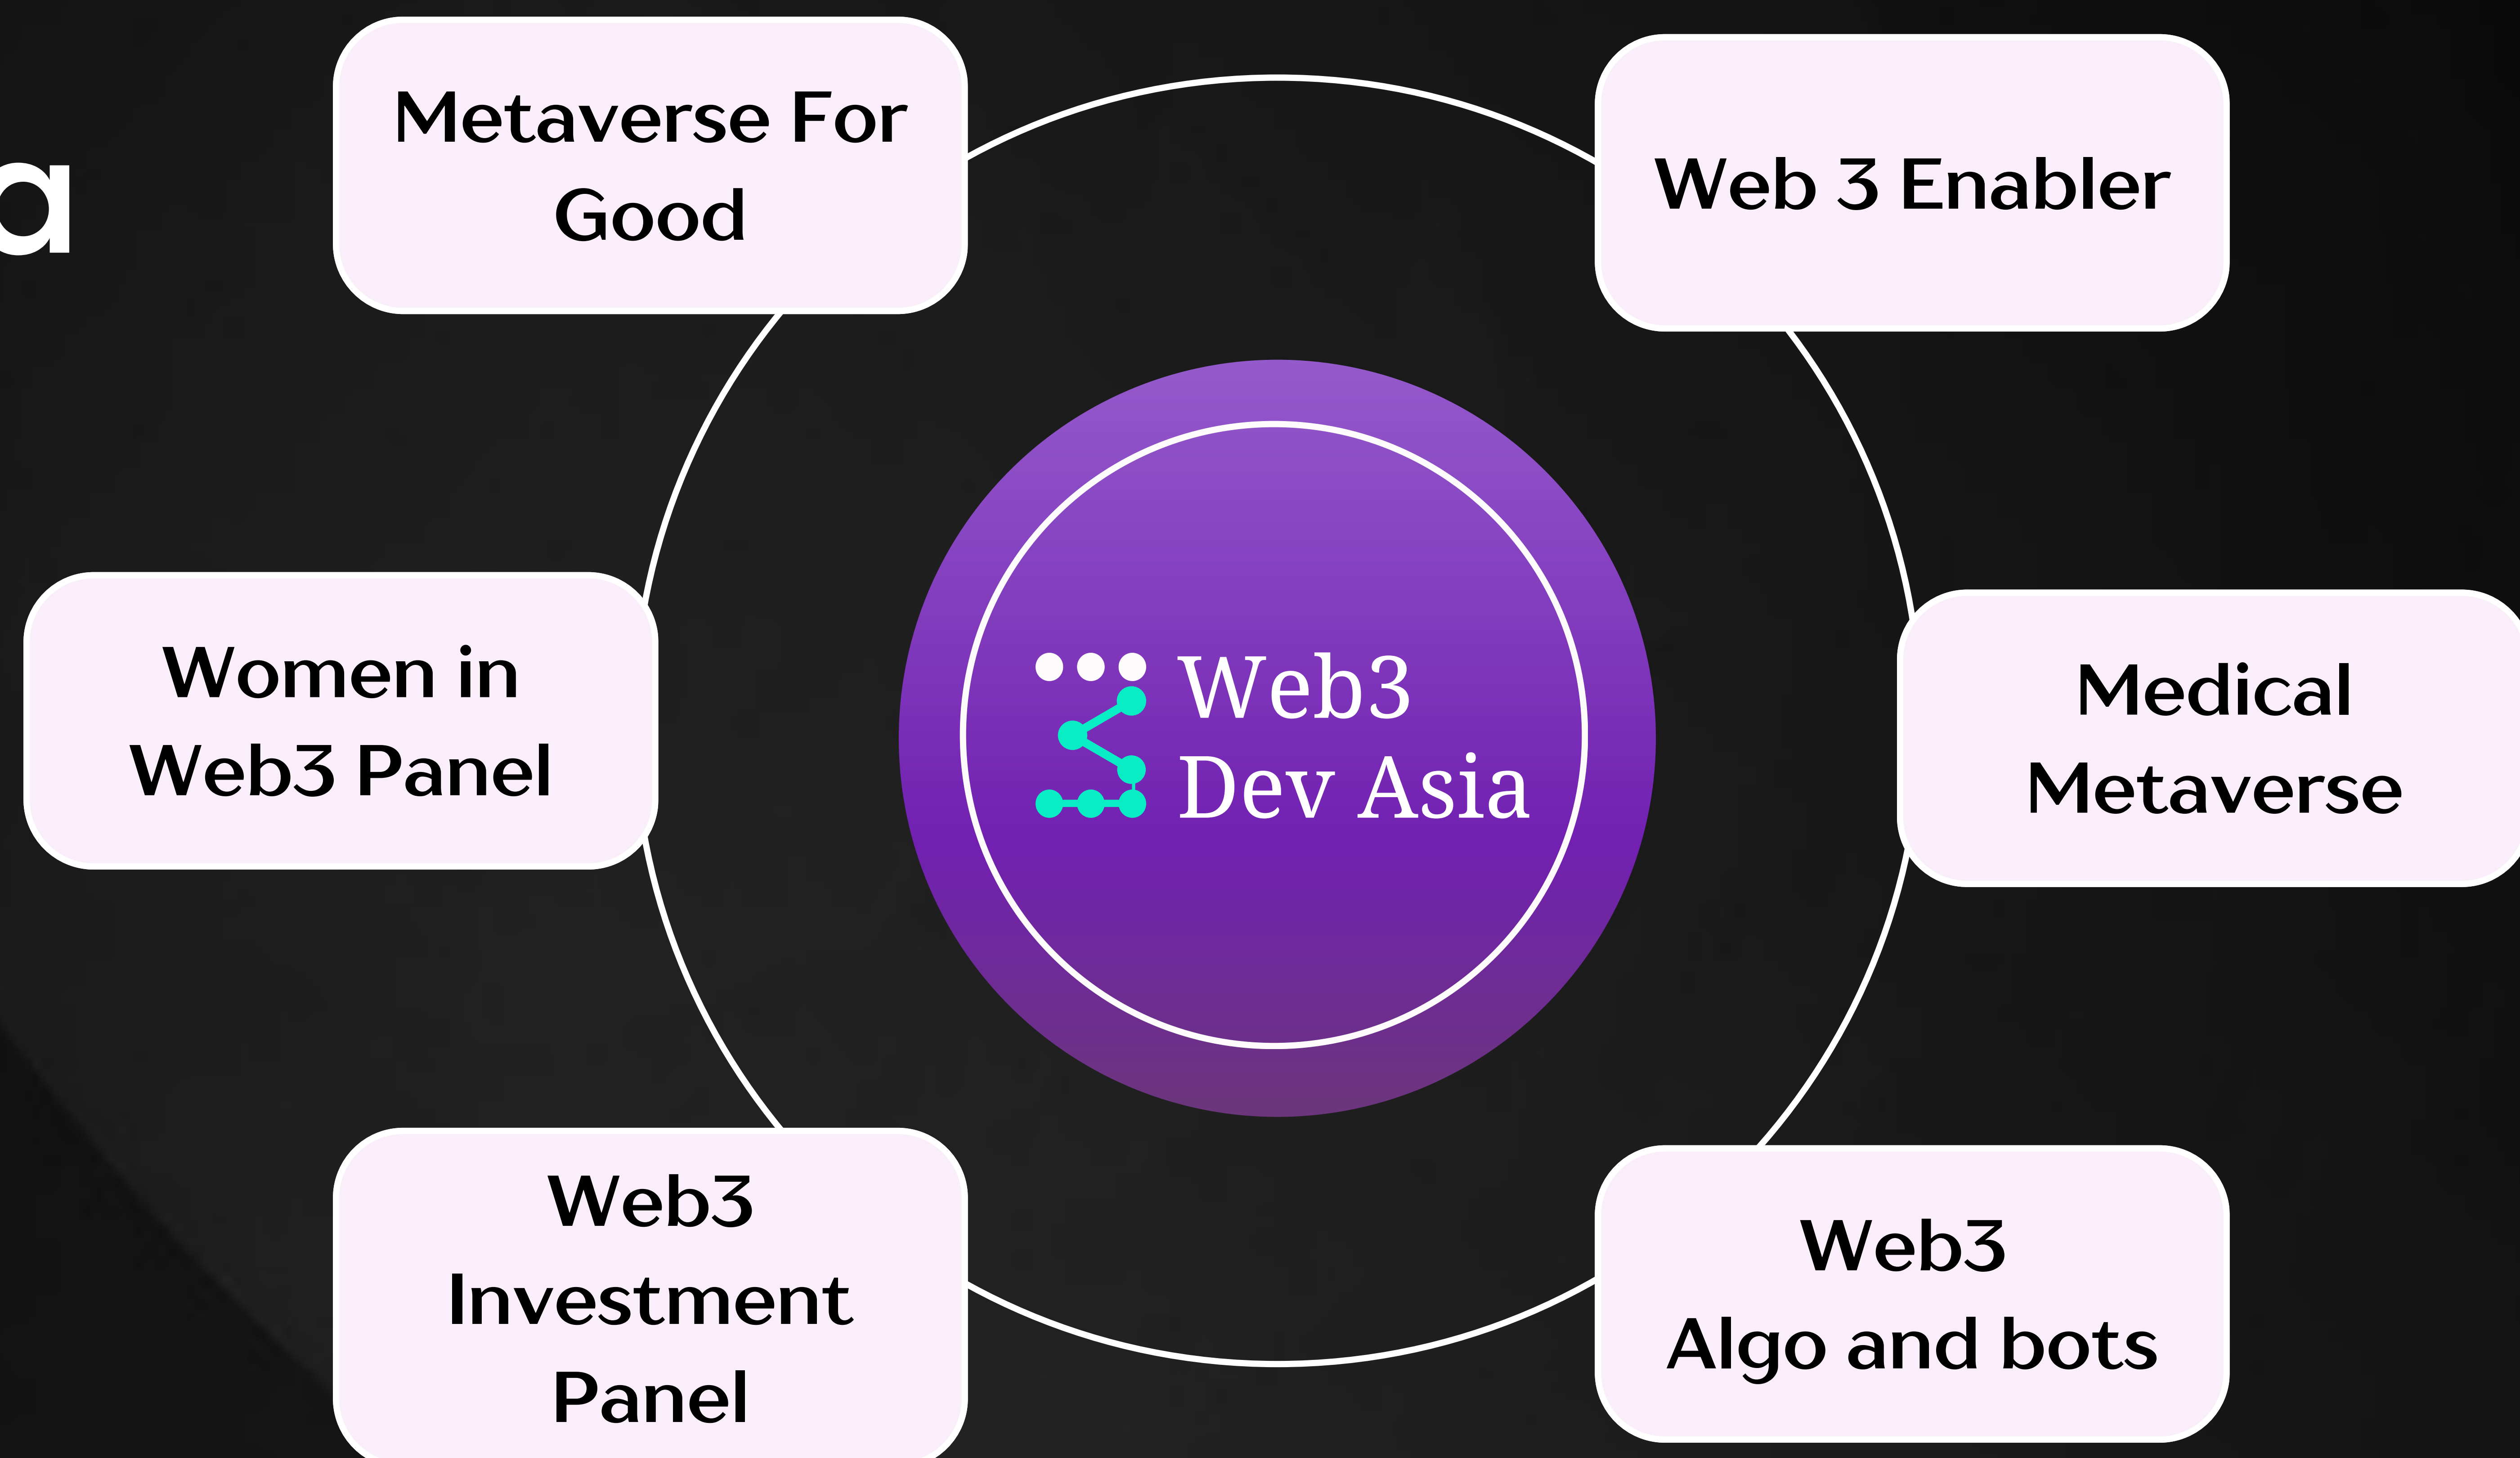 a
Metaverse For
Good
Web 3 Enabler
Women in
Web3 Panel
Web3
Dev Asia
Medical
Metaverse
Web3
Investment
Panel
Web3
Algo and bots